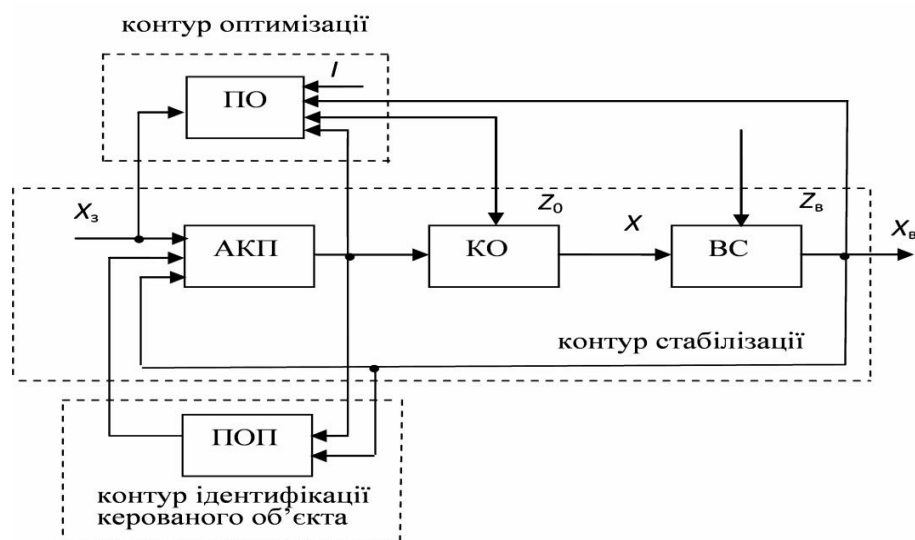 контур оптимізації
I
ПО
Xз
Z0
X
Zв
Xв
АКП
КО
ВС
контур стабілізації
ПОП
контур ідентифікації
керованого об’єкта